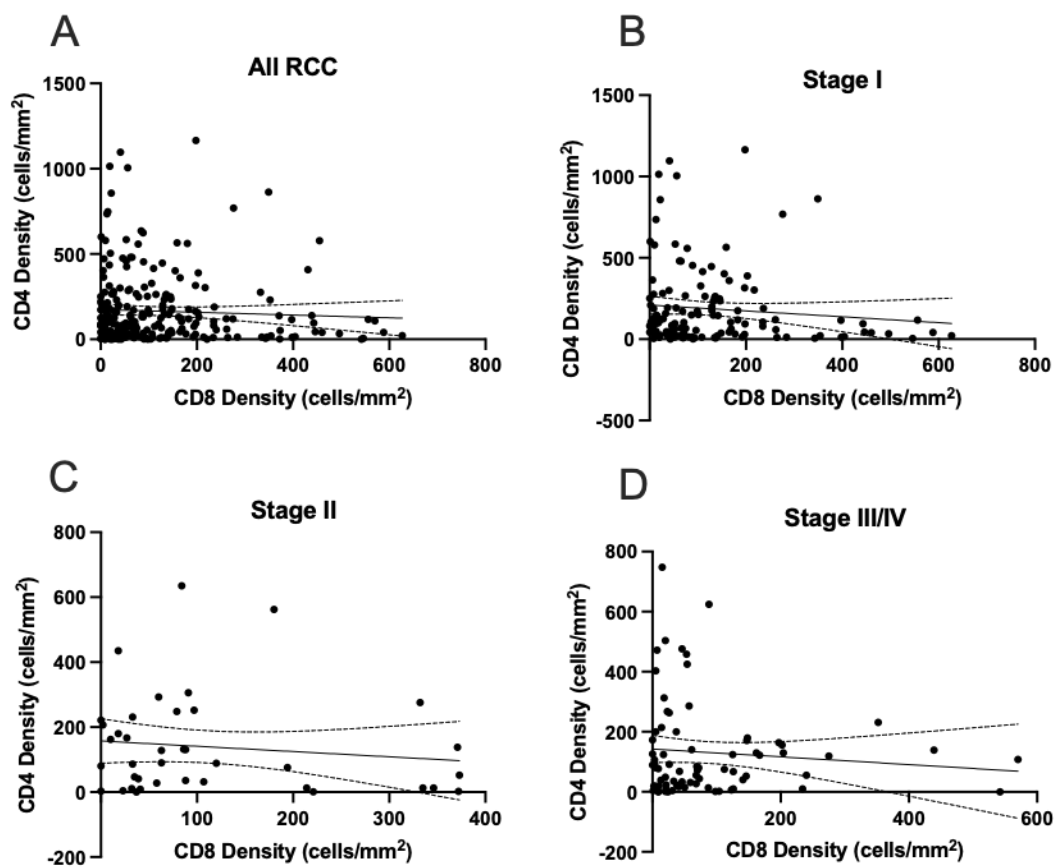 A
All RCC
CD4 Density (cells/mm²)
1500
1000
500
0
0 200 400 600 800
CD8 Density (cells/mm²)
B
Stage I
CD4 Density (cells/mm²)
1500
1000
500
0
-500
0 200 400 600 800
CD8 Density (cells/mm²)
C
Stage II
CD4 Density (cells/mm²)
800
600
400
200
0
-200
100 200 300 400
CD8 Density (cells/mm²)
D
Stage III/IV
CD4 Density (cells/mm²)
800
600
400
200
0
-200
200 400 600
CD8 Density (cells/mm²)